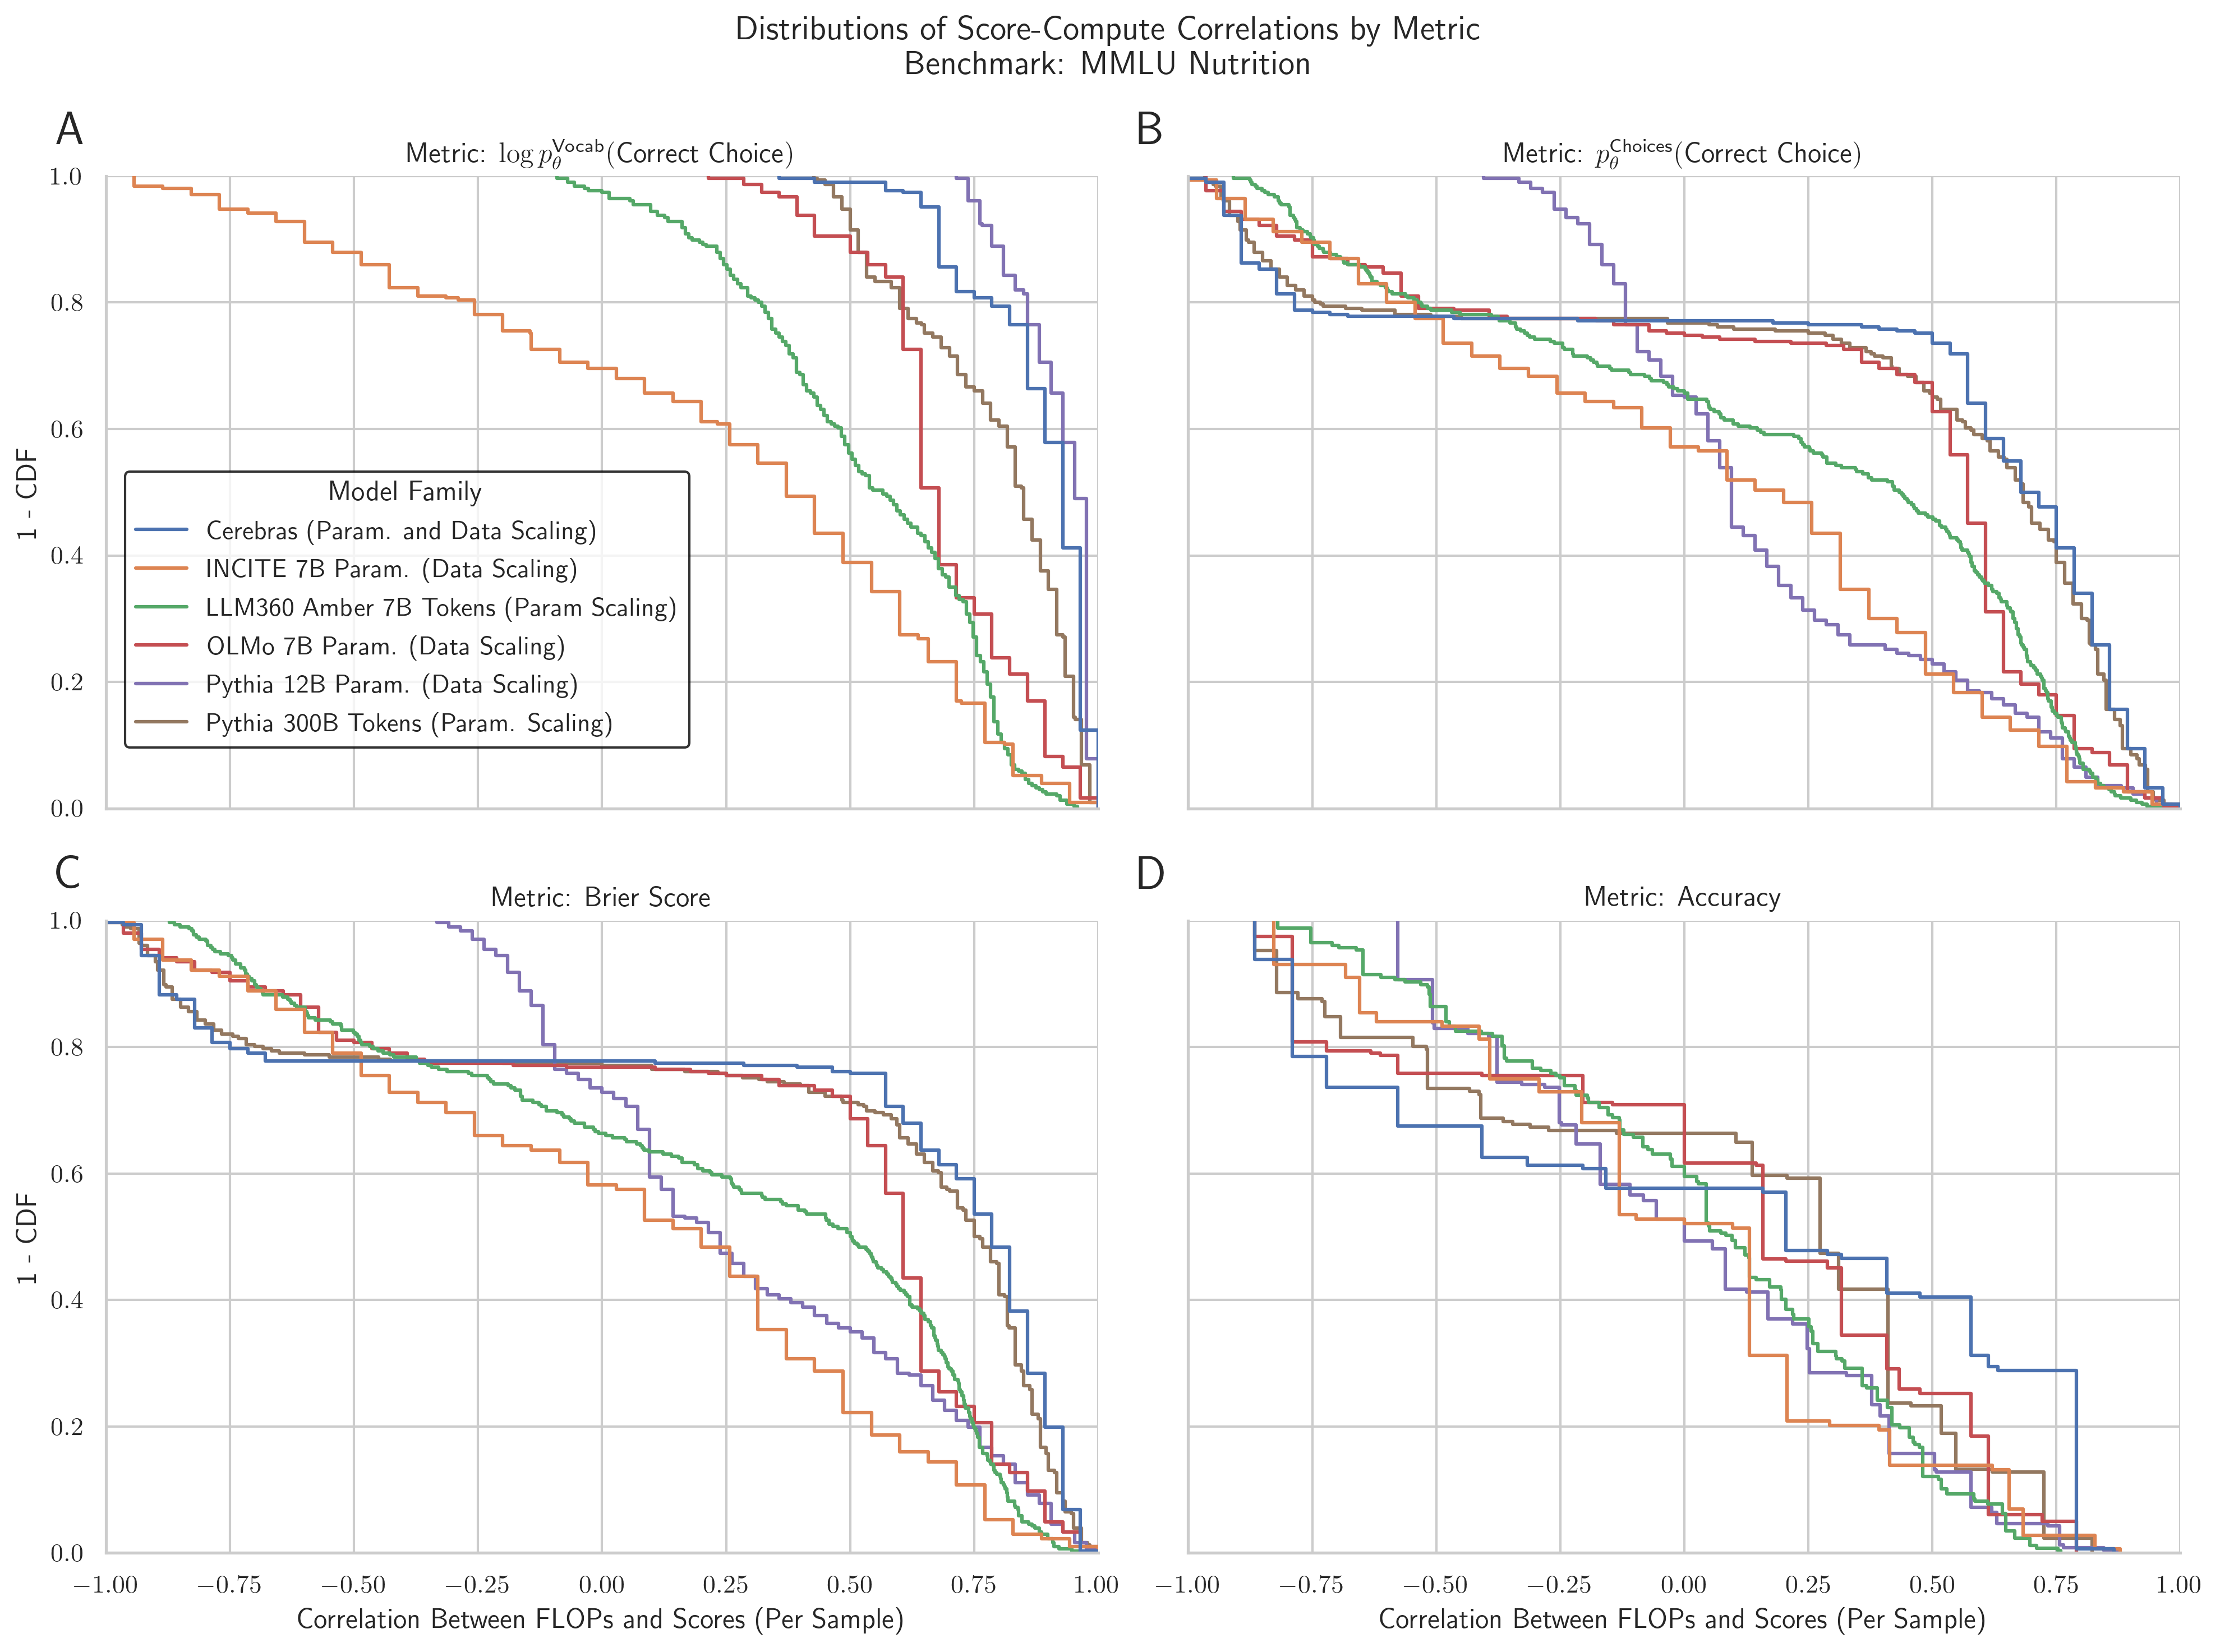 Distributions of Score-Compute Correlations by Metric
Benchmark: MMLU Nutrition
A
Metric: log p_θ^Vocab(Correct Choice)
1.0
0.8
0.6
0.4
0.2
0.0
1 - CDF
Model Family
Cerebras (Param. and Data Scaling)
INCITE 7B Param. (Data Scaling)
LLM360 Amber 7B Tokens (Param Scaling)
OLMo 7B Param. (Data Scaling)
Pythia 12B Param. (Data Scaling)
Pythia 300B Tokens (Param. Scaling)
B
Metric: p_θ^Choices(Correct Choice)
C
Metric: Brier Score
1.0
0.8
0.6
0.4
0.2
0.0
1 - CDF
−1.00 −0.75 −0.50 −0.25 0.00 0.25 0.50 0.75 1.00
Correlation Between FLOPs and Scores (Per Sample)
D
Metric: Accuracy
−1.00 −0.75 −0.50 −0.25 0.00 0.25 0.50 0.75 1.00
Correlation Between FLOPs and Scores (Per Sample)